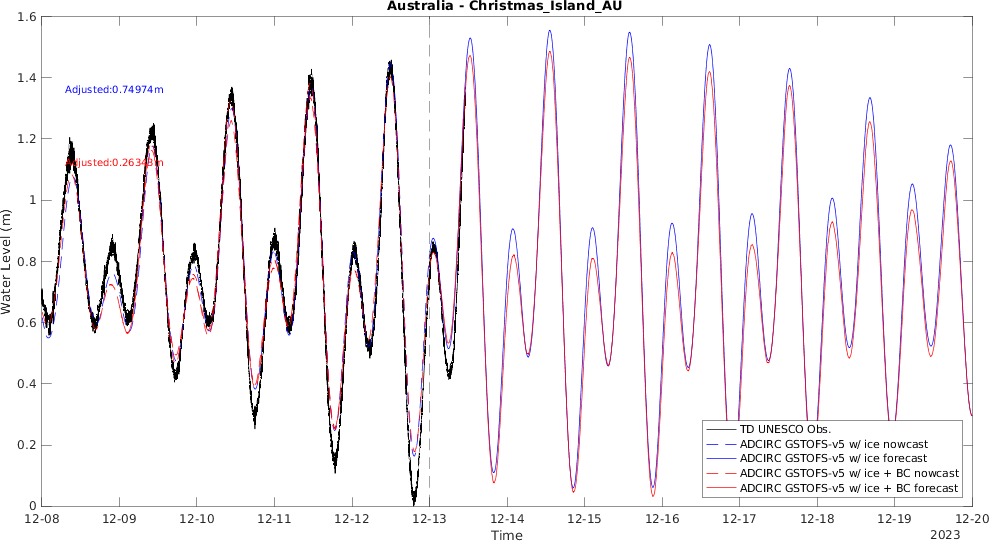 Australia - Christmas_Island_AU
Water Level (m)
1.6
1.4
1.2
1
0.8
0.6
0.4
0.2
0
Adjusted:0.74974m
Adjusted:0.26343m
TD UNESCO Obs.
ADCIRC GSTOFS-v5 w/ ice nowcast
ADCIRC GSTOFS-v5 w/ ice forecast
ADCIRC GSTOFS-v5 w/ ice + BC nowcast
ADCIRC GSTOFS-v5 w/ ice + BC forecast
12-08 12-09 12-10 12-11 12-12 12-13 12-14 12-15 12-16 12-17 12-18 12-19 12-20
Time
2023